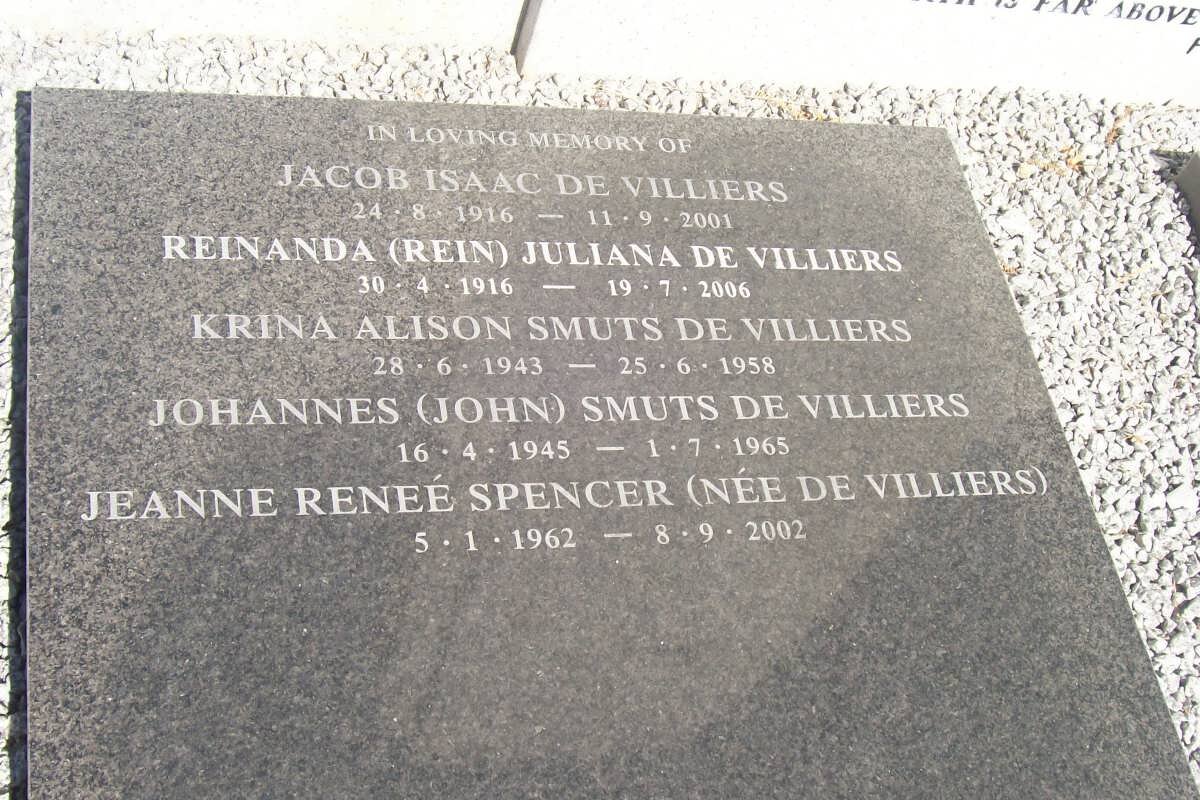 IS FAR ABOVE
IN LOVING MEMORY OF
JACOB ISAAC DE VILLIERS
24 · 8 · 1916 — 11 · 9 · 2001
REINANDA (REIN) JULIANA DE VILLIERS
30 · 4 · 1916 — 19 · 7 · 2006
KRINA ALISON SMUTS DE VILLIERS
28 · 6 · 1943 — 25 · 6 · 1958
JOHANNES (JOHN) SMUTS DE VILLIERS
16 · 4 · 1945 — 1 · 7 · 1965
JEANNE RENEÉ SPENCER (NÉE DE VILLIERS)
5 · 1 · 1962 — 8 · 9 · 2002